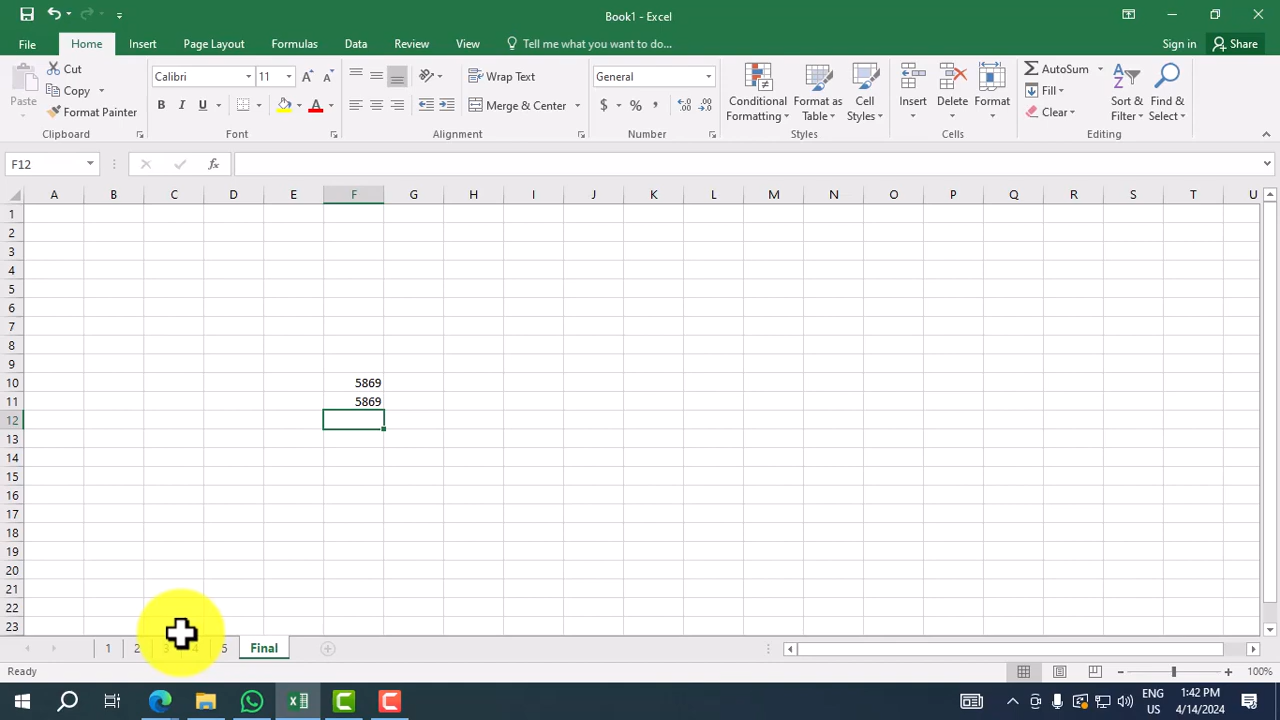 Book1 - Excel
File Home Insert Page Layout Formulas Data Review View Tell me what you want to do... Sign in Share
Paste Cut Copy Format Painter Clipboard
Calibri 11 A A B I U A Font
Wrap Text Merge & Center Alignment
General $ % , Number
Conditional Formatting Format as Table Cell Styles Styles
Insert Delete Format Cells
AutoSum Fill Clear Sort & Filter Find & Select Editing
F12 fx
A B C D E F G H I J K L M N O P Q R S T U
1
2
3
4
5
6
7
8
9
10 5869
11 5869
12
13
14
15
16
17
18
19
20
21
22
23
1 2 3 4 5 Final
Ready 100%
ENG 1:42 PM
US 4/14/2024